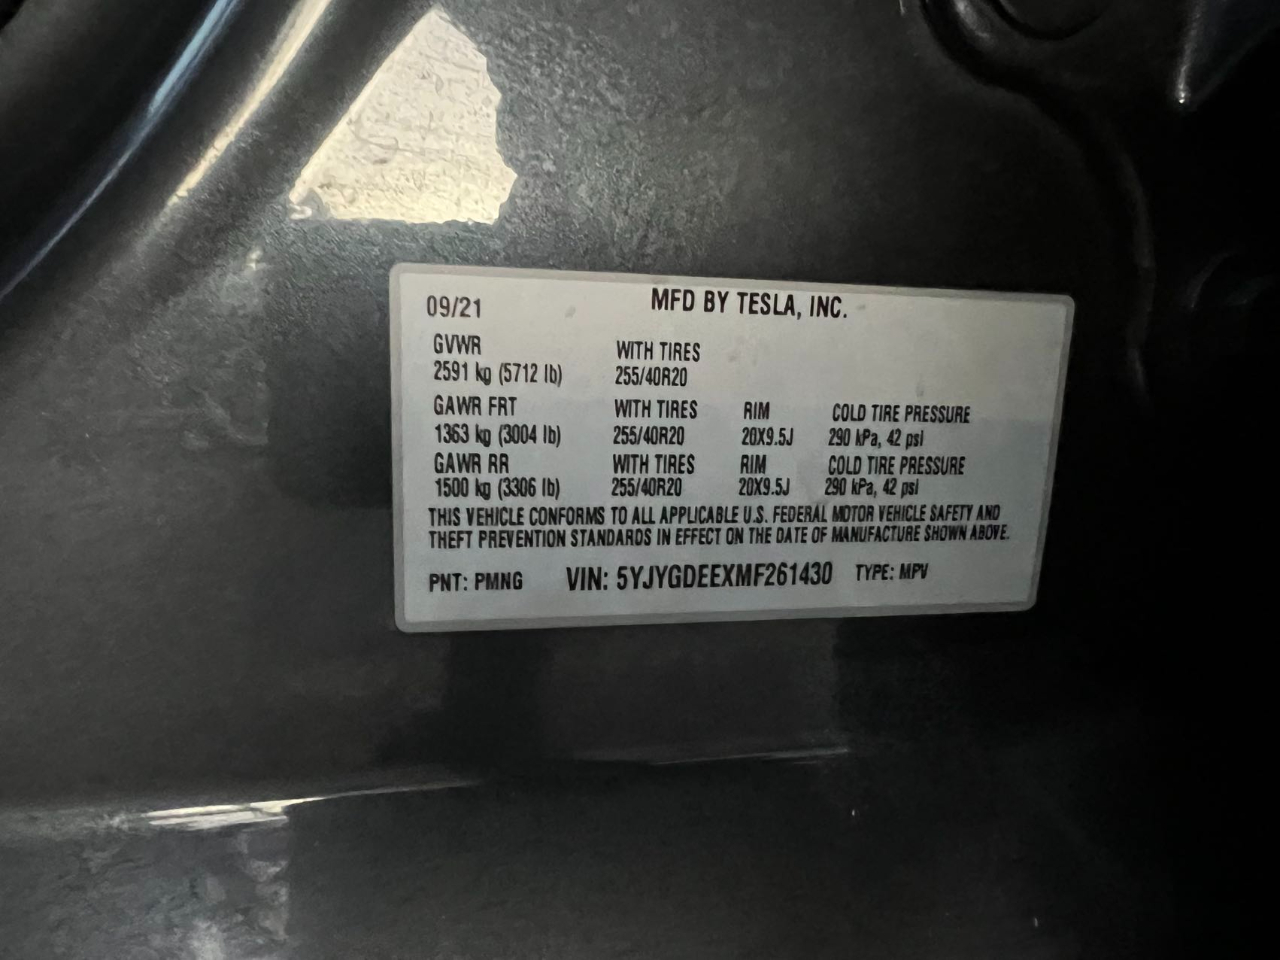 09/21 MFD BY TESLA, INC.
GVWR WITH TIRES
2591 kg (5712 lb) 255/40R20
GAWR FRT WITH TIRES RIM COLD TIRE PRESSURE
1363 kg (3004 lb) 255/40R20 20X9.5J 290 kPa, 42 psi
GAWR RR WITH TIRES RIM COLD TIRE PRESSURE
1500 kg (3306 lb) 255/40R20 20X9.5J 290 kPa, 42 psi
THIS VEHICLE CONFORMS TO ALL APPLICABLE U.S. FEDERAL MOTOR VEHICLE SAFETY AND
THEFT PREVENTION STANDARDS IN EFFECT ON THE DATE OF MANUFACTURE SHOWN ABOVE.
PNT: PMNG VIN: 5YJYGDEEXMF261430 TYPE: MPV